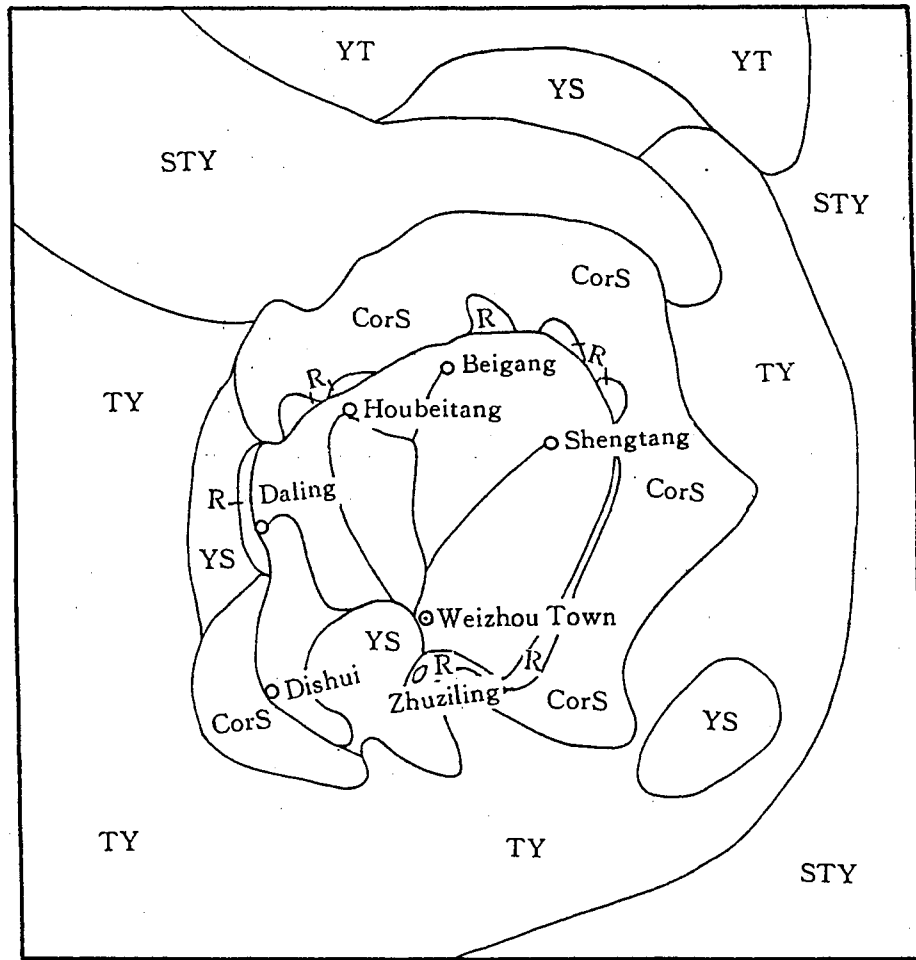 YT
YT
YS
STY
STY
CorS
CorS
R
R
R
Beigang
TY
TY
Houbeitang
Shengtang
R
Daling
CorS
YS
Weizhou Town
YS
R
R
Dishui
Zhuziling
CorS
CorS
YS
TY
TY
STY